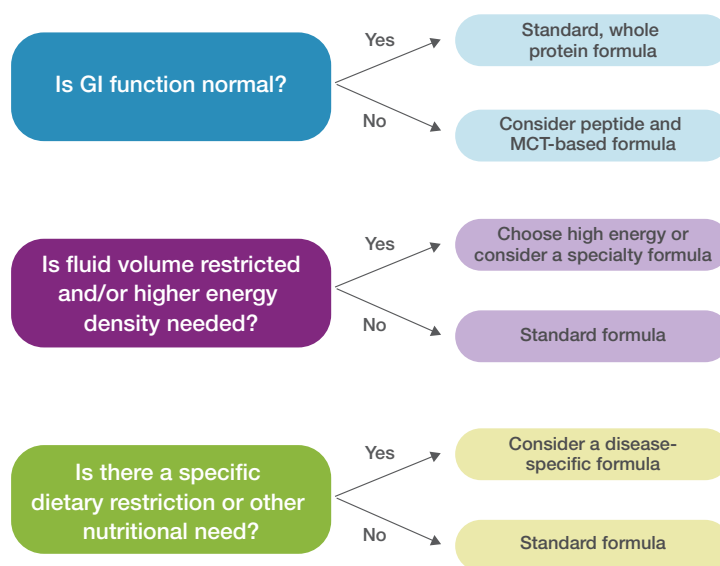 Is GI function normal?
Yes
No
Standard, whole
protein formula
Consider peptide and
MCT-based formula
Is fluid volume restricted
and/or higher energy
density needed?
Yes
No
Choose high energy or
consider a specialty formula
Standard formula
Is there a specific
dietary restriction or other
nutritional need?
Yes
No
Consider a disease-
specific formula
Standard formula